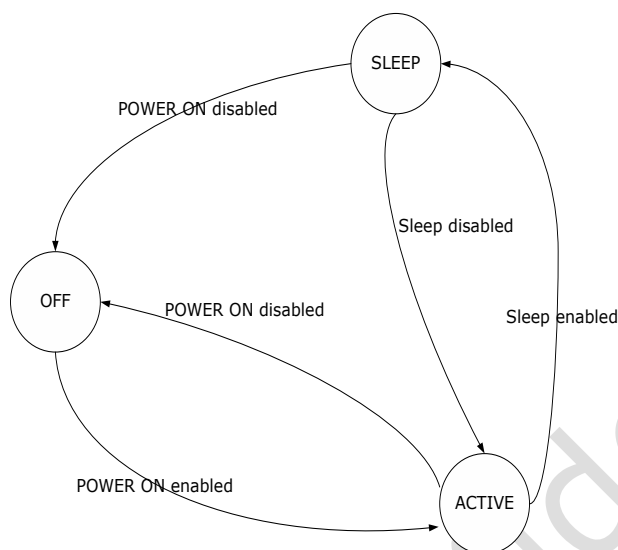 SLEEP
POWER ON disabled
Sleep disabled
OFF
POWER ON disabled
Sleep enabled
POWER ON enabled
ACTIVE